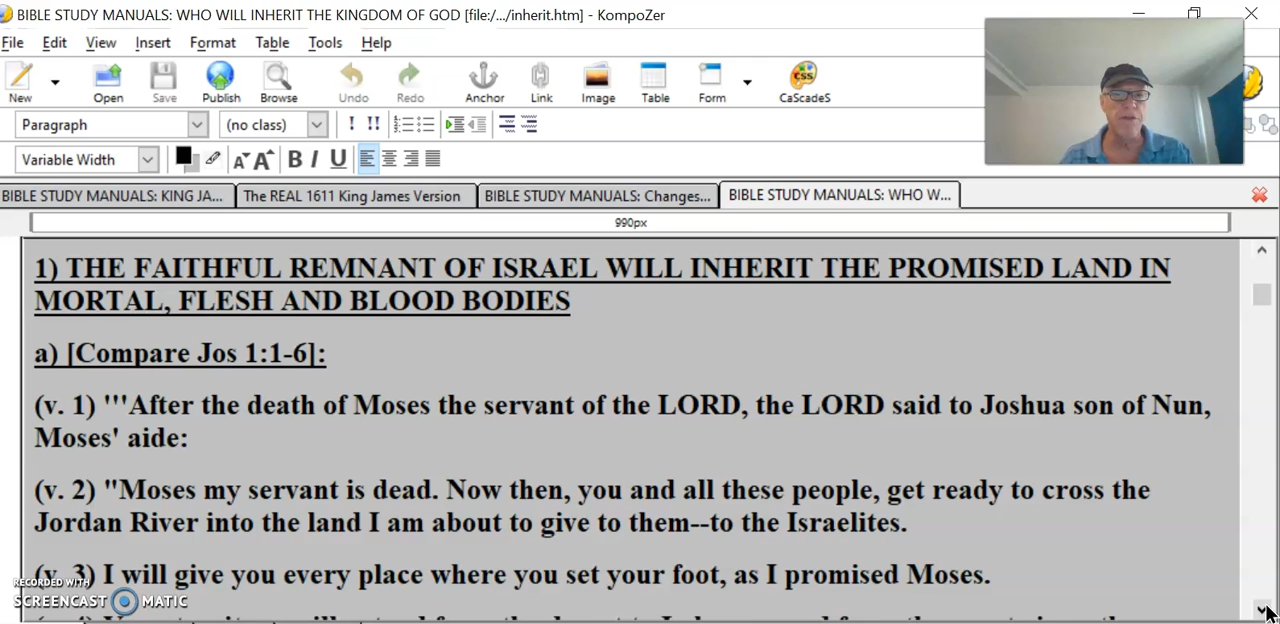 BIBLE STUDY MANUALS: WHO WILL INHERIT THE KINGDOM OF GOD [file:/.../inherit.htm] - KompoZer
File Edit View Insert Format Table Tools Help
New Open Save Publish Browse Undo Redo Anchor Link Image Table Form CaScadeS
CSS
Paragraph (no class) ! !!
Variable Width A A B I U
BIBLE STUDY MANUALS: KING JA... The REAL 1611 King James Version BIBLE STUDY MANUALS: Changes... BIBLE STUDY MANUALS: WHO W...
990px
1) THE FAITHFUL REMNANT OF ISRAEL WILL INHERIT THE PROMISED LAND IN
MORTAL, FLESH AND BLOOD BODIES
a) [Compare Jos 1:1-6]:
(v. 1) '''After the death of Moses the servant of the LORD, the LORD said to Joshua son of Nun,
Moses' aide:
(v. 2) "Moses my servant is dead. Now then, you and all these people, get ready to cross the
Jordan River into the land I am about to give to them--to the Israelites.
(v. 3) I will give you every place where you set your foot, as I promised Moses.
RECORDED WITH
SCREENCAST MATIC